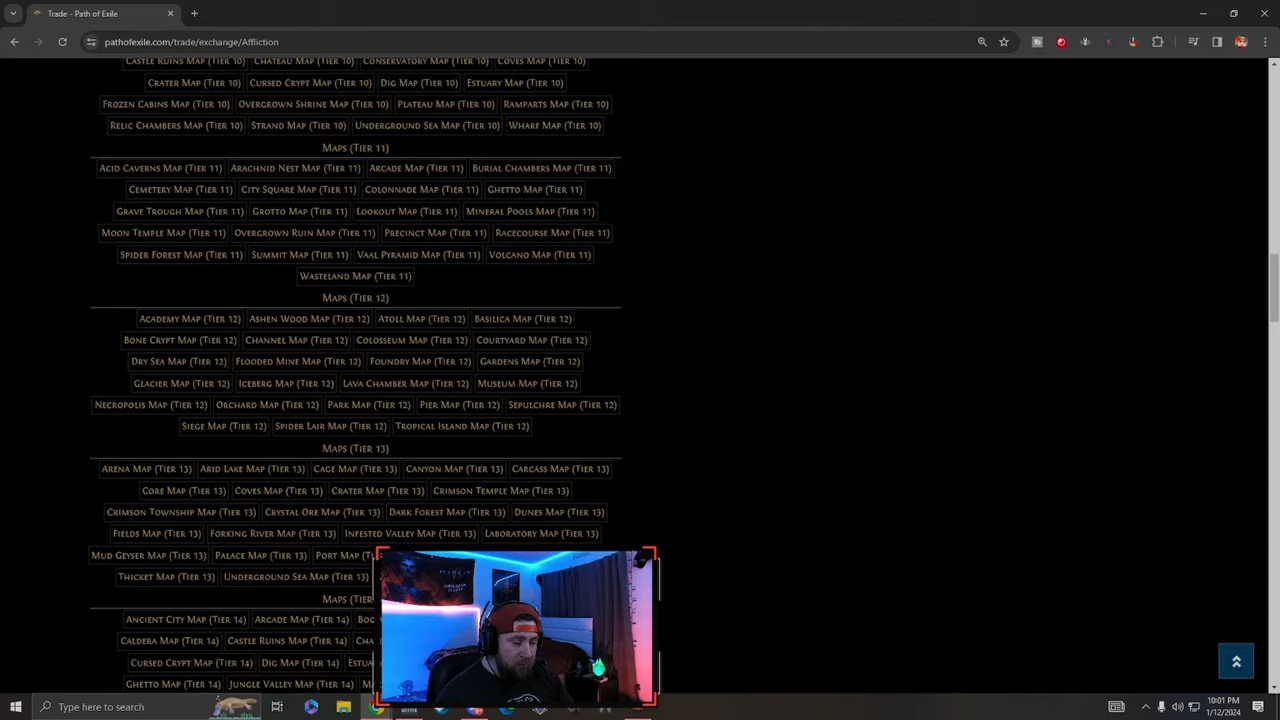 Trade - Path of Exile
pathofexile.com/trade/exchange/Affliction
Castle Ruins Map (Tier 10) Chateau Map (Tier 10) Conservatory Map (Tier 10) Coves Map (Tier 10)
Crater Map (Tier 10) Cursed Crypt Map (Tier 10) Dig Map (Tier 10) Estuary Map (Tier 10)
Frozen Cabins Map (Tier 10) Overgrown Shrine Map (Tier 10) Plateau Map (Tier 10) Ramparts Map (Tier 10)
Relic Chambers Map (Tier 10) Strand Map (Tier 10) Underground Sea Map (Tier 10) Wharf Map (Tier 10)
Maps (Tier 11)
Acid Caverns Map (Tier 11) Arachnid Nest Map (Tier 11) Arcade Map (Tier 11) Burial Chambers Map (Tier 11)
Cemetery Map (Tier 11) City Square Map (Tier 11) Colonnade Map (Tier 11) Ghetto Map (Tier 11)
Grave Trough Map (Tier 11) Grotto Map (Tier 11) Lookout Map (Tier 11) Mineral Pools Map (Tier 11)
Moon Temple Map (Tier 11) Overgrown Ruin Map (Tier 11) Precinct Map (Tier 11) Racecourse Map (Tier 11)
Spider Forest Map (Tier 11) Summit Map (Tier 11) Vaal Pyramid Map (Tier 11) Volcano Map (Tier 11)
Wasteland Map (Tier 11)
Maps (Tier 12)
Academy Map (Tier 12) Ashen Wood Map (Tier 12) Atoll Map (Tier 12) Basilica Map (Tier 12)
Bone Crypt Map (Tier 12) Channel Map (Tier 12) Colosseum Map (Tier 12) Courtyard Map (Tier 12)
Dry Sea Map (Tier 12) Flooded Mine Map (Tier 12) Foundry Map (Tier 12) Gardens Map (Tier 12)
Glacier Map (Tier 12) Iceberg Map (Tier 12) Lava Chamber Map (Tier 12) Museum Map (Tier 12)
Necropolis Map (Tier 12) Orchard Map (Tier 12) Park Map (Tier 12) Pier Map (Tier 12) Sepulchre Map (Tier 12)
Siege Map (Tier 12) Spider Lair Map (Tier 12) Tropical Island Map (Tier 12)
Maps (Tier 13)
Arena Map (Tier 13) Arid Lake Map (Tier 13) Cage Map (Tier 13) Canyon Map (Tier 13) Carcass Map (Tier 13)
Core Map (Tier 13) Coves Map (Tier 13) Crater Map (Tier 13) Crimson Temple Map (Tier 13)
Crimson Township Map (Tier 13) Crystal Ore Map (Tier 13) Dark Forest Map (Tier 13) Dunes Map (Tier 13)
Fields Map (Tier 13) Forking River Map (Tier 13) Infested Valley Map (Tier 13) Laboratory Map (Tier 13)
Mud Geyser Map (Tier 13) Palace Map (Tier 13) Port Map
Thicket Map (Tier 13) Underground Sea Map (Tier 13)
Maps (Tier
Ancient City Map (Tier 14) Arcade Map (Tier 14)
Caldera Map (Tier 14) Castle Ruins Map (Tier 14)
Cursed Crypt Map (Tier 14) Dig Map (Tier 14)
Ghetto Map (Tier 14) Jungle Valley Map (Tier 14)
Type here to search
10:01 PM
1/12/2024